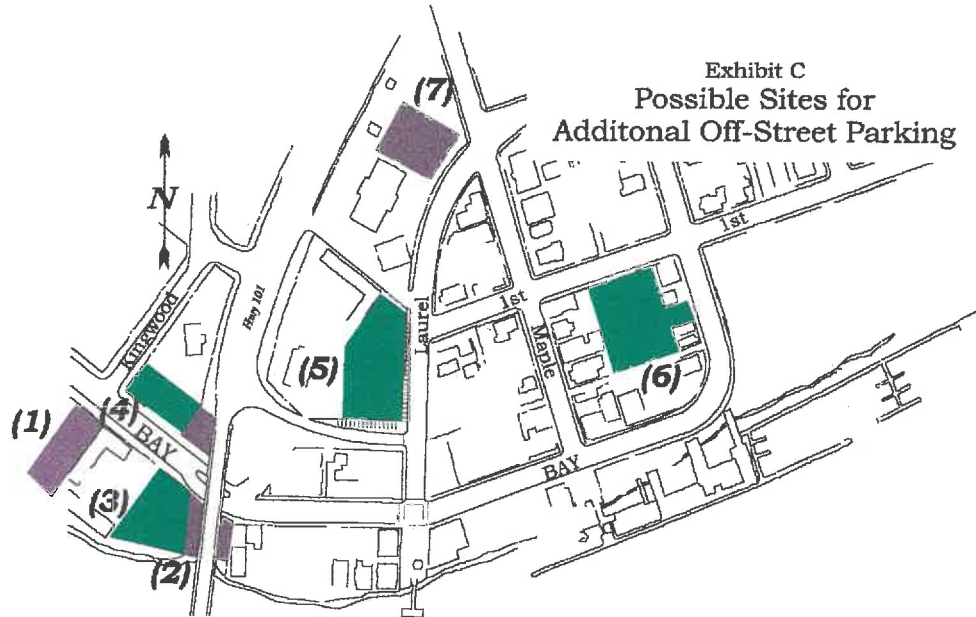 Exhibit C
Possible Sites for
Additonal Off-Street Parking
(7)
N
1st
Kingwood
Hwy 101
Laurel
1st
Maple
(5)
(6)
(1)
(4)
BAY
(3)
BAY
(2)